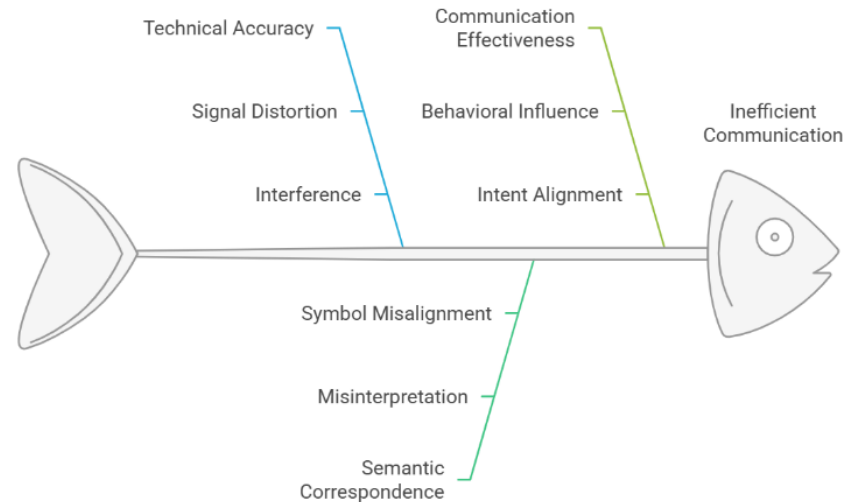 Technical Accuracy
Signal Distortion
Interference
Communication
Effectiveness
Behavioral Influence
Intent Alignment
Inefficient
Communication
Symbol Misalignment
Misinterpretation
Semantic
Correspondence